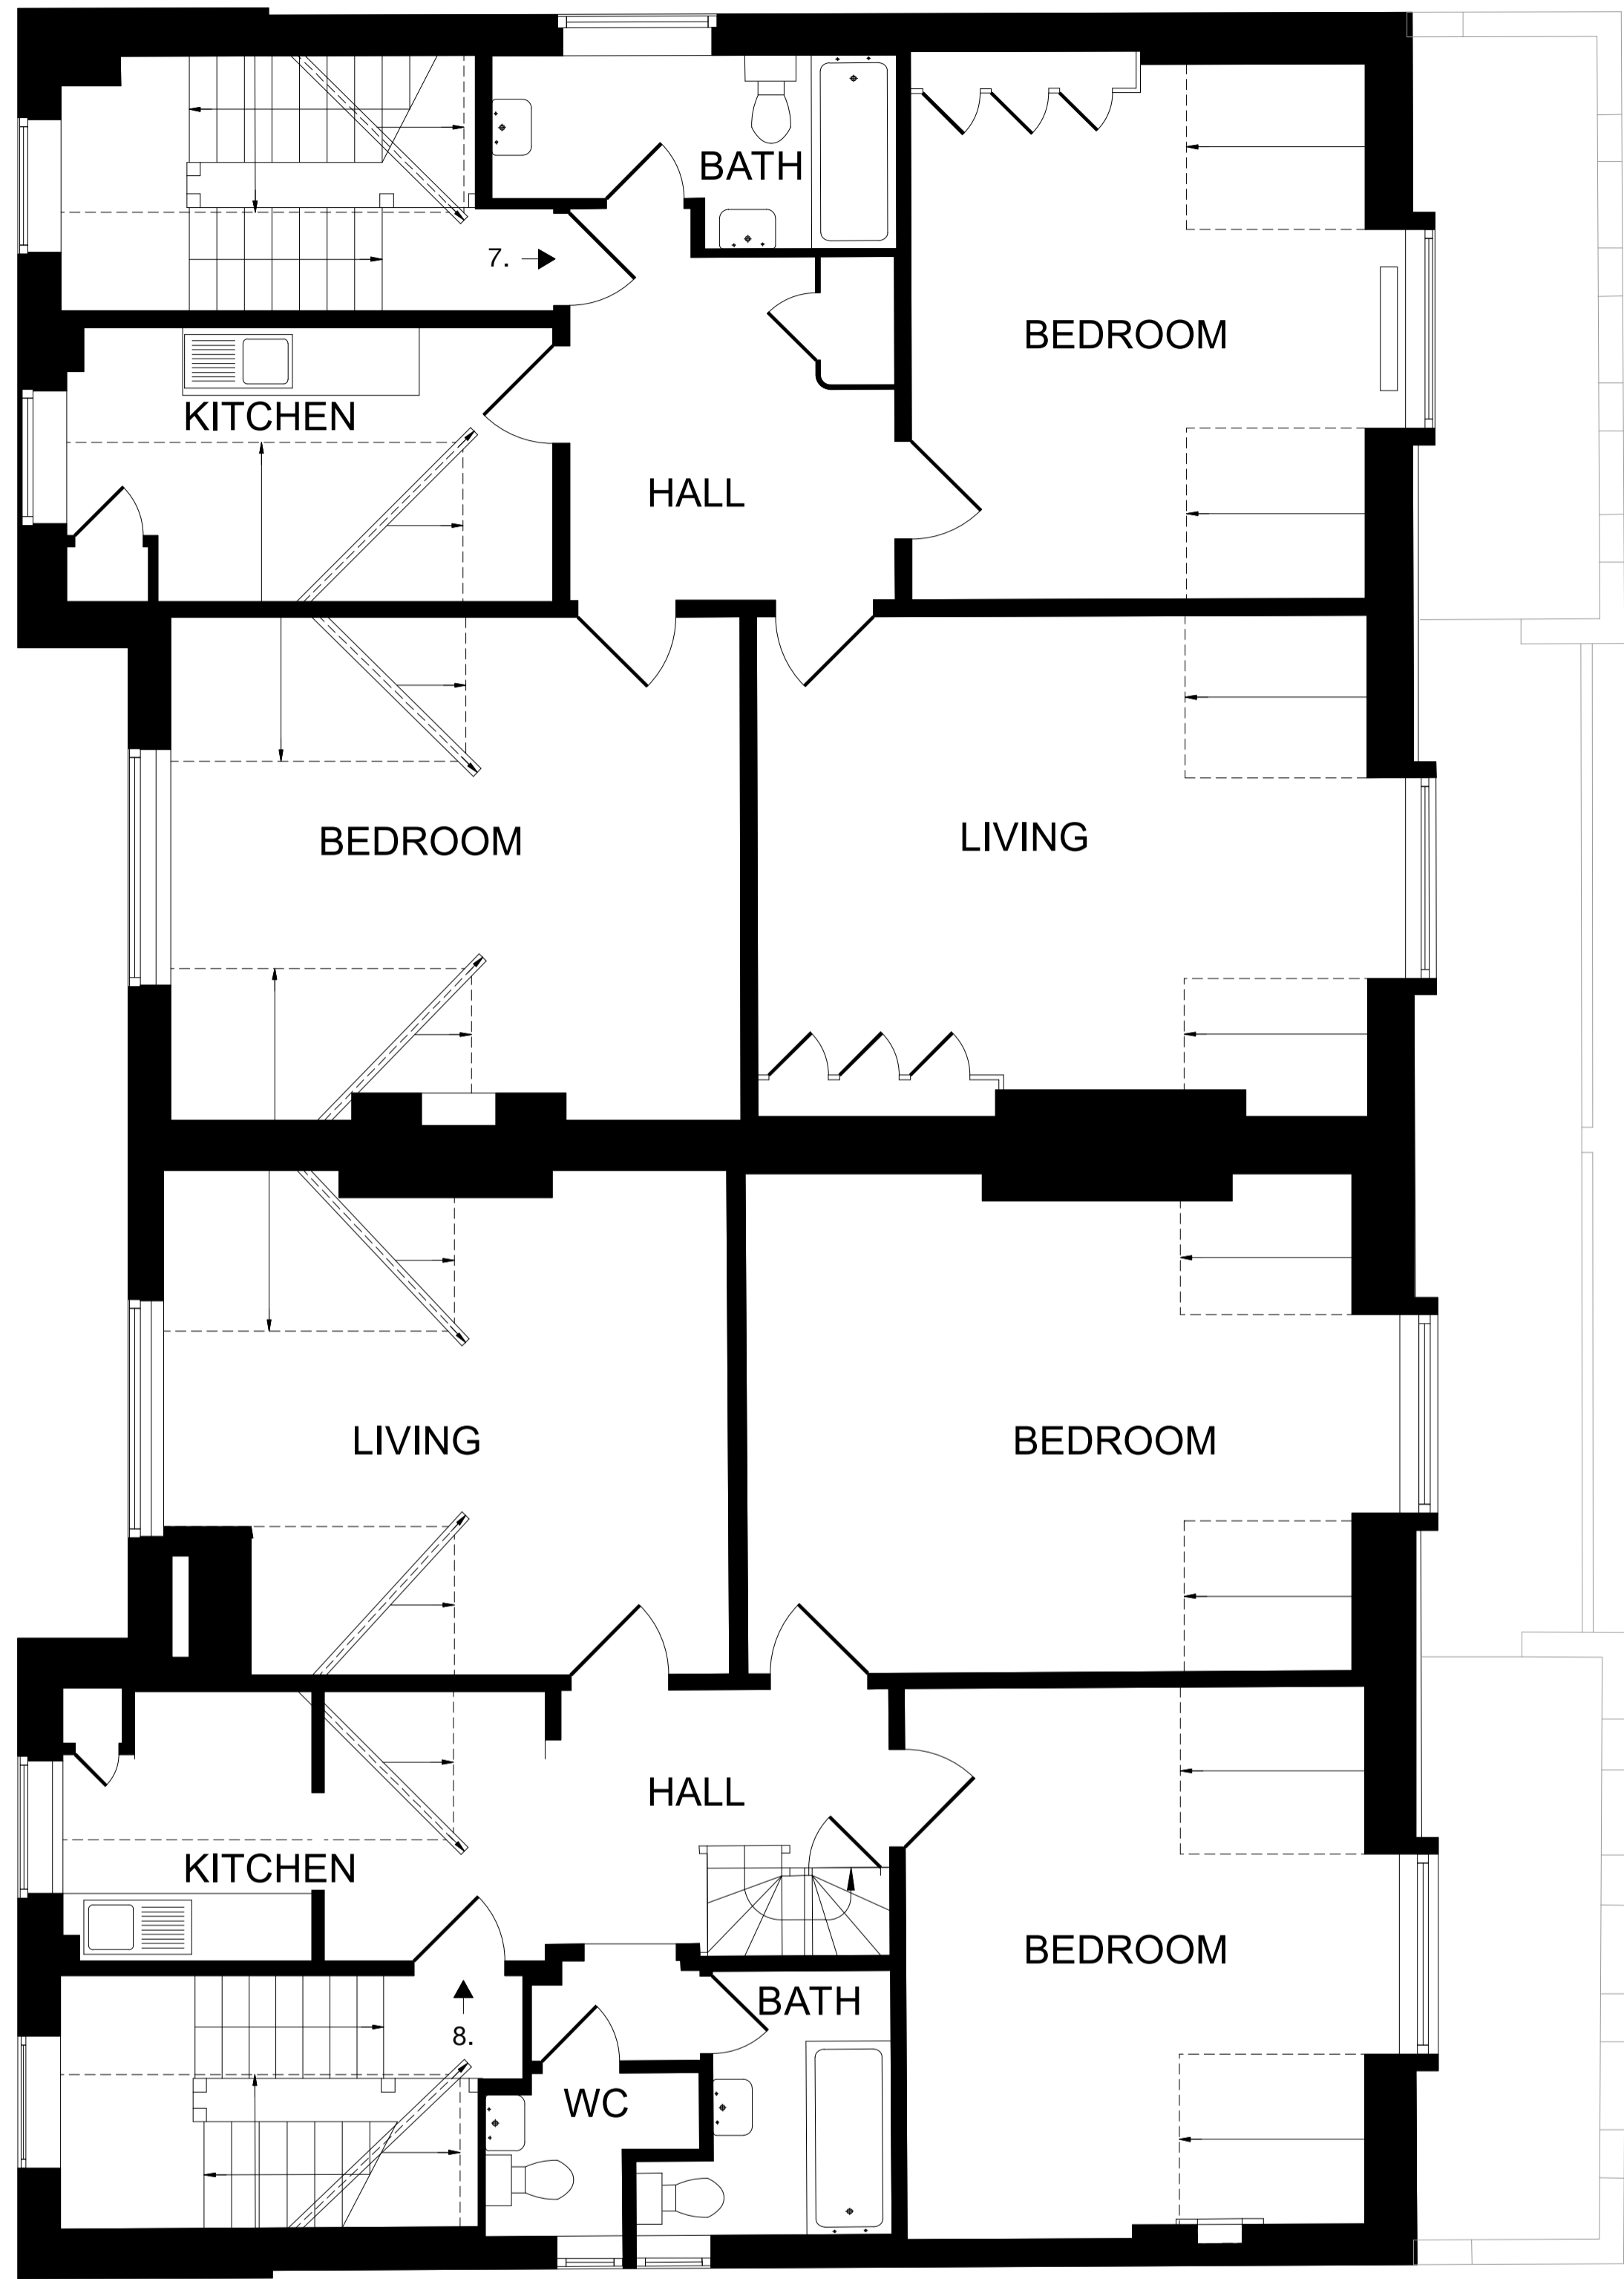 BATH
7.
BEDROOM
KITCHEN
HALL
BEDROOM
LIVING
LIVING
BEDROOM
HALL
KITCHEN
BEDROOM
BATH
8.
WC